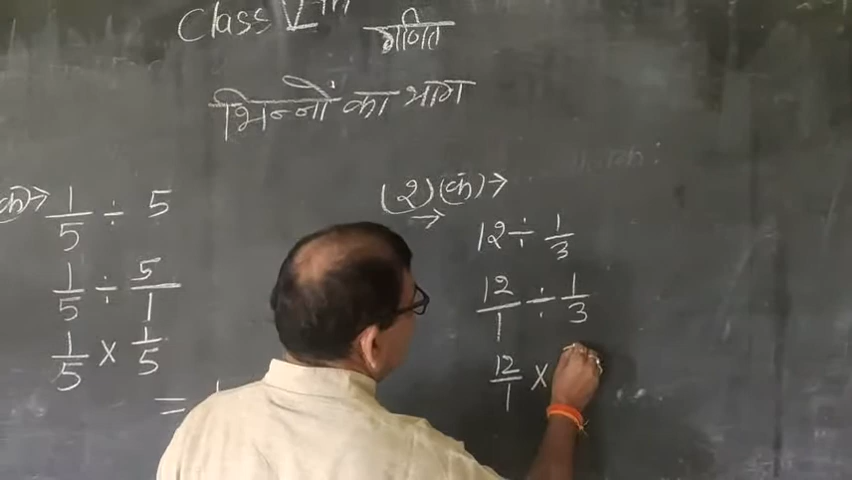 Class Vth
गणित
भिन्नों का भाग
(क)→ 1/5 ÷ 5
1/5 ÷ 5/1
1/5 × 1/5
=
(2)(क)→
12 ÷ 1/3
12/1 ÷ 1/3
12/1 ×